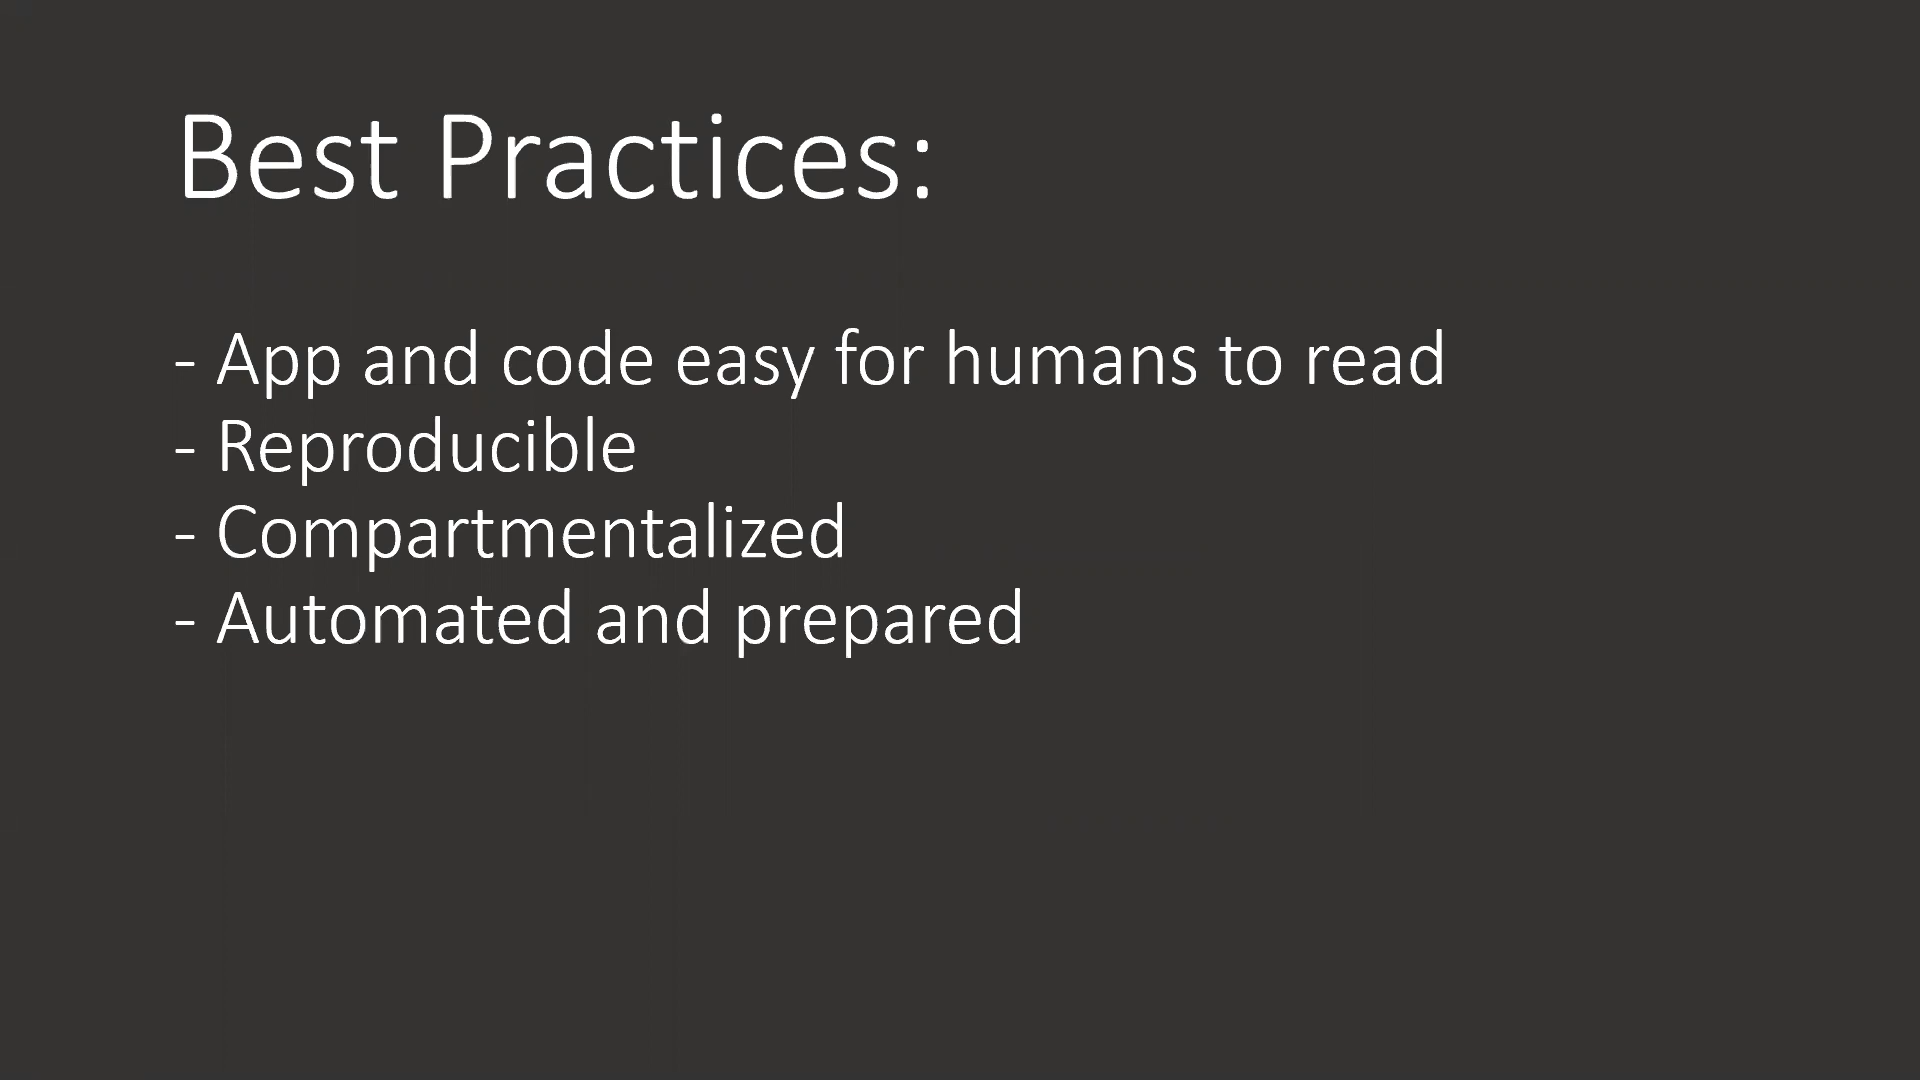 Best Practices:
- App and code easy for humans to read
- Reproducible
- Compartmentalized
- Automated and prepared